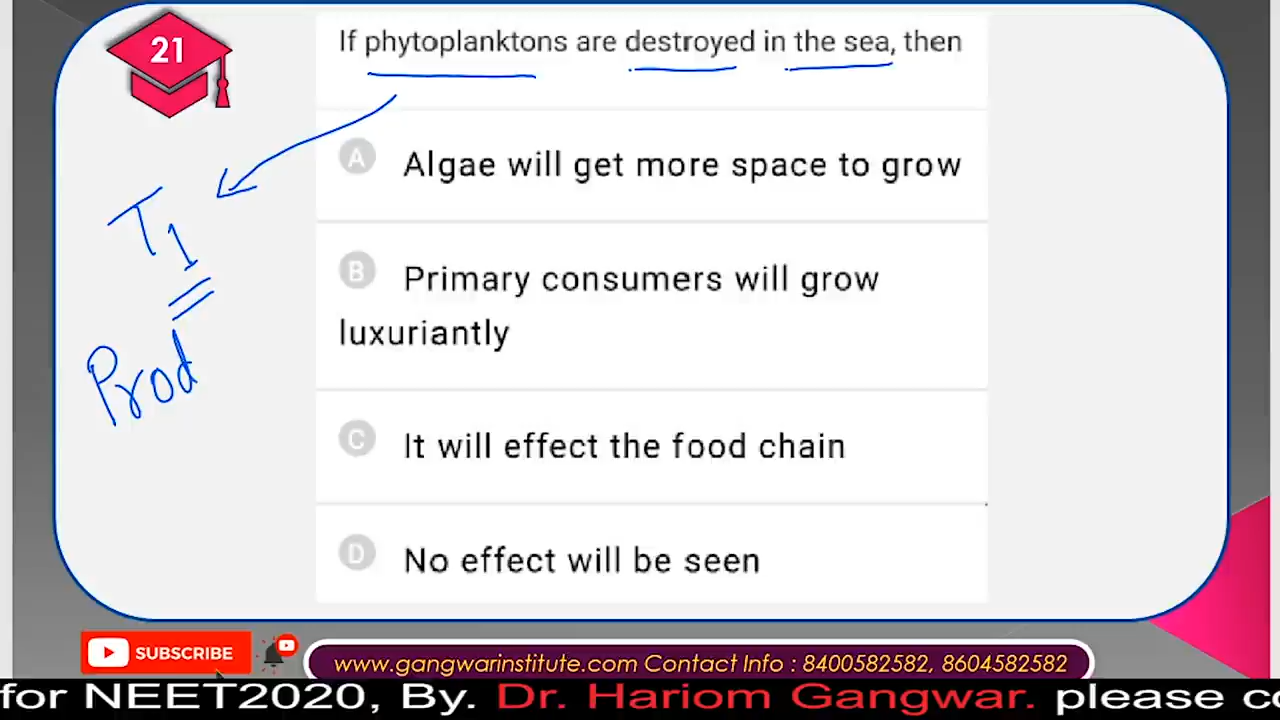 21
If phytoplanktons are destroyed in the sea, then
A Algae will get more space to grow
T1
B Primary consumers will grow
luxuriantly
Prod
C It will effect the food chain
D No effect will be seen
SUBSCRIBE
www.gangwarinstitute.com Contact Info : 8400582582, 8604582582
for NEET2020, By. Dr. Hariom Gangwar. please co